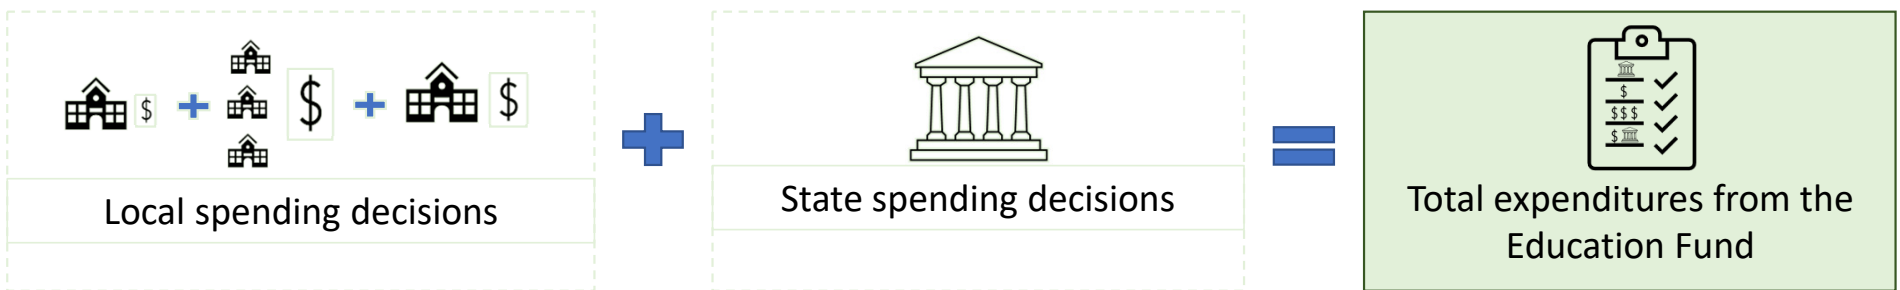 $
$
$
Local spending decisions
State spending decisions
$
$$$
$
Total expenditures from the
Education Fund